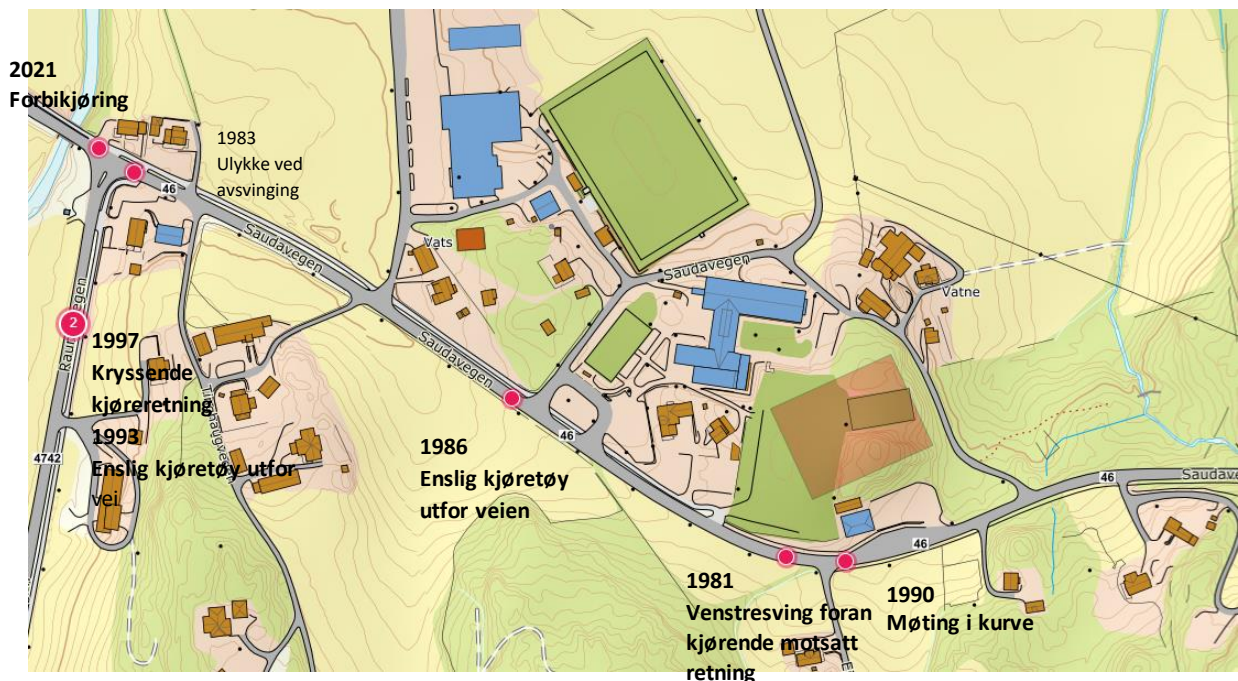 2021
Forbikjøring
1983
Ulykke ved
avsvinging
46
Saudavegen
Vats
Saudavegen
Vatne
2
1997
Kryssende
kjøreretning
1993
Enslig kjøretøy utfor
vei
4742
Saudavegen
46
1986
Enslig kjøretøy
utfor veien
46
46
1981
Venstresving foran
kjørende motsatt
retning
1990
Møting i kurve